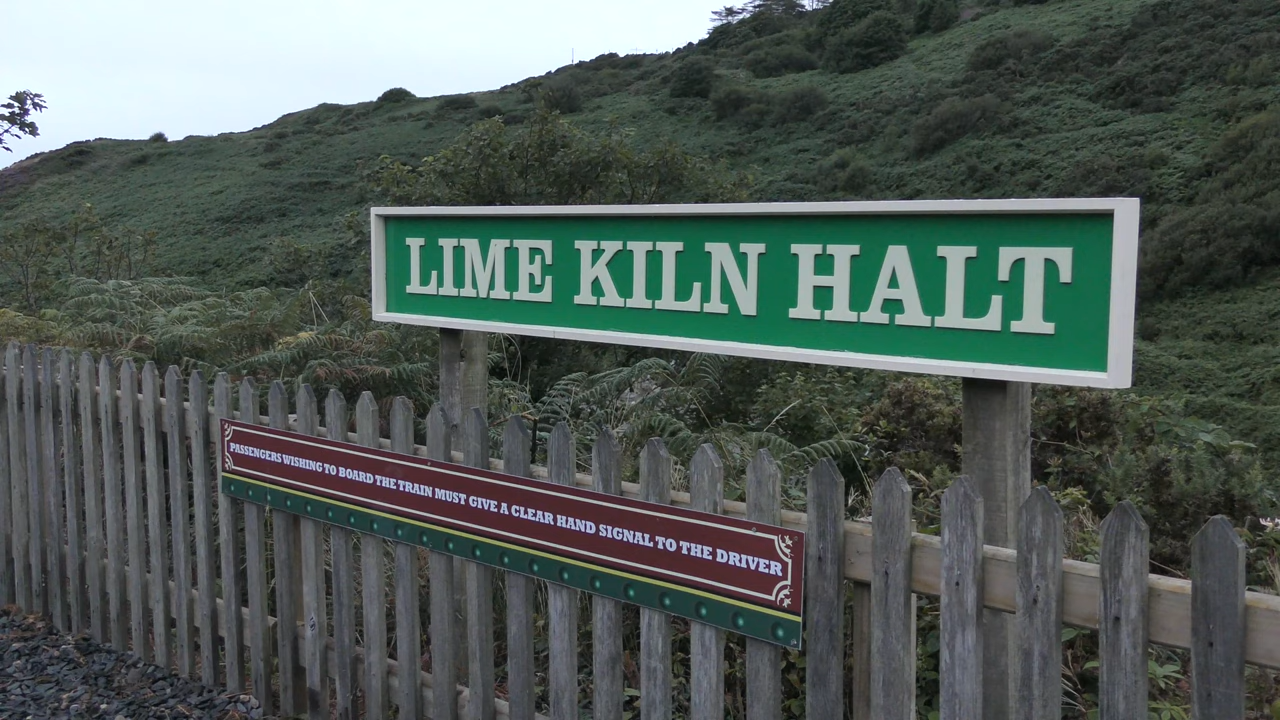 LIME KILN HALT
PASSENGERS WISHING TO BOARD THE TRAIN MUST GIVE A CLEAR HAND SIGNAL TO THE DRIVER